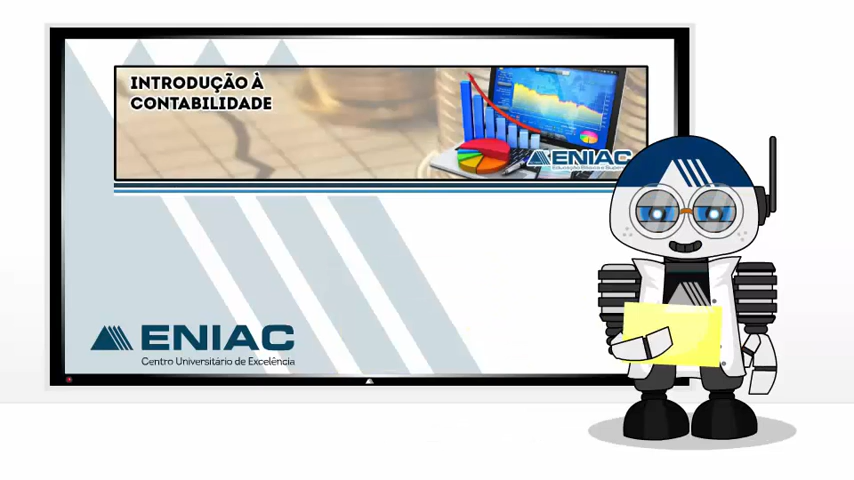 INTRODUÇÃO À
CONTABILIDADE
ENIAC
ENIAC
Centro Universitário de Excelência